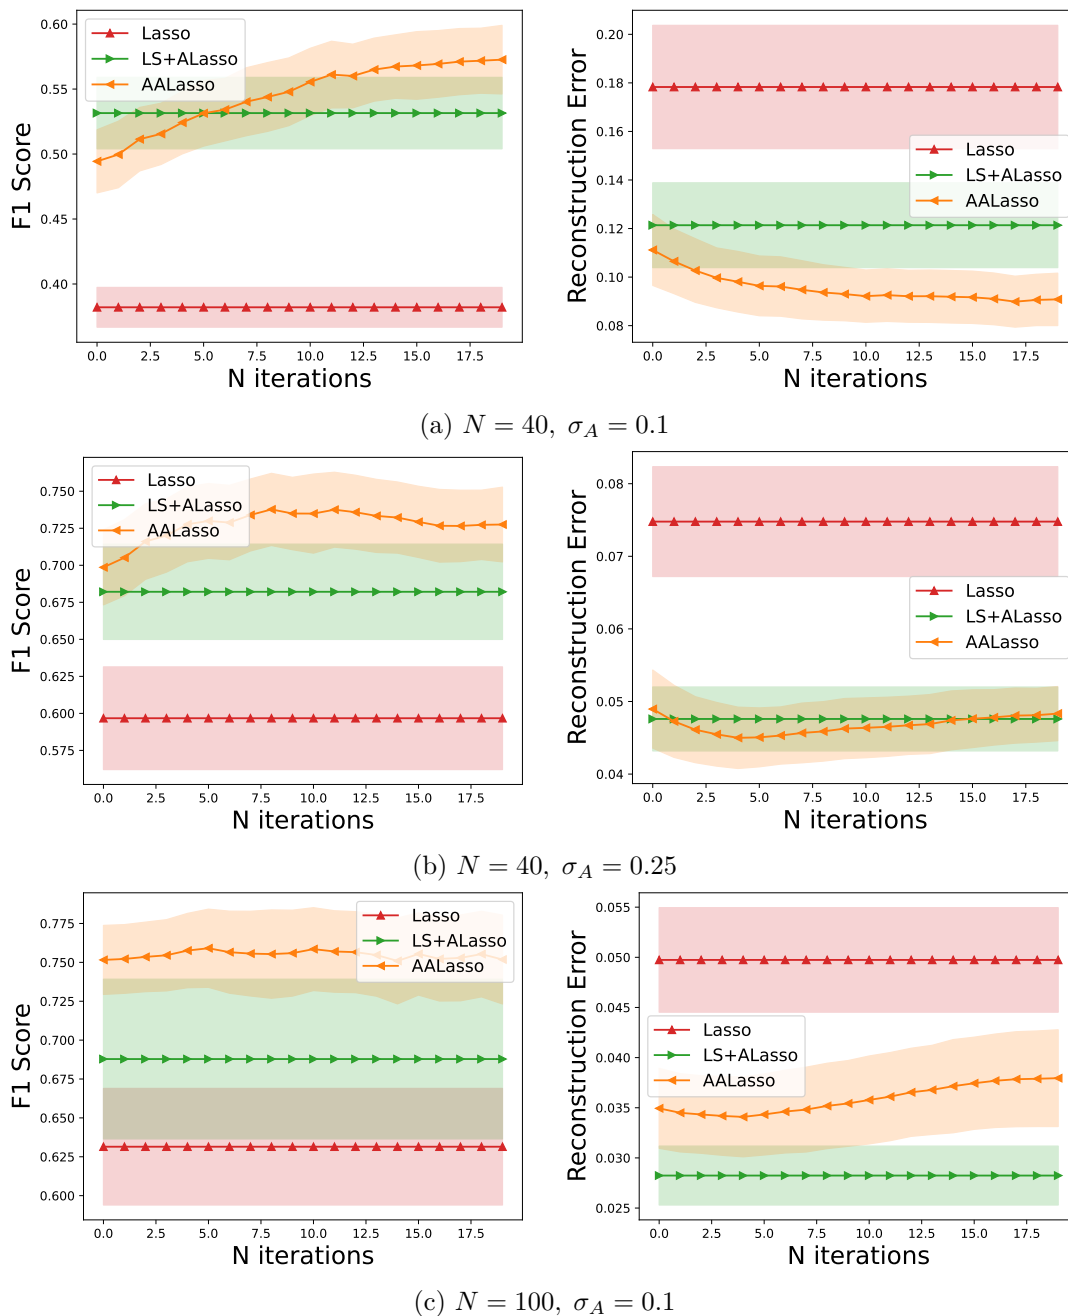 0.60
0.55
0.50
0.45
0.40
F1 Score
Lasso
LS+ALasso
AALasso
0.0 2.5 5.0 7.5 10.0 12.5 15.0 17.5
N iterations
0.20
0.18
0.16
0.14
0.12
0.10
0.08
Reconstruction Error
Lasso
LS+ALasso
AALasso
0.0 2.5 5.0 7.5 10.0 12.5 15.0 17.5
N iterations
(a) N = 40, σ_A = 0.1
0.750
0.725
0.700
0.675
0.650
0.625
0.600
0.575
F1 Score
Lasso
LS+ALasso
AALasso
0.0 2.5 5.0 7.5 10.0 12.5 15.0 17.5
N iterations
0.08
0.07
0.06
0.05
0.04
Reconstruction Error
Lasso
LS+ALasso
AALasso
0.0 2.5 5.0 7.5 10.0 12.5 15.0 17.5
N iterations
(b) N = 40, σ_A = 0.25
0.775
0.750
0.725
0.700
0.675
0.650
0.625
0.600
F1 Score
Lasso
LS+ALasso
AALasso
0.0 2.5 5.0 7.5 10.0 12.5 15.0 17.5
N iterations
0.055
0.050
0.045
0.040
0.035
0.030
0.025
Reconstruction Error
Lasso
LS+ALasso
AALasso
0.0 2.5 5.0 7.5 10.0 12.5 15.0 17.5
N iterations
(c) N = 100, σ_A = 0.1